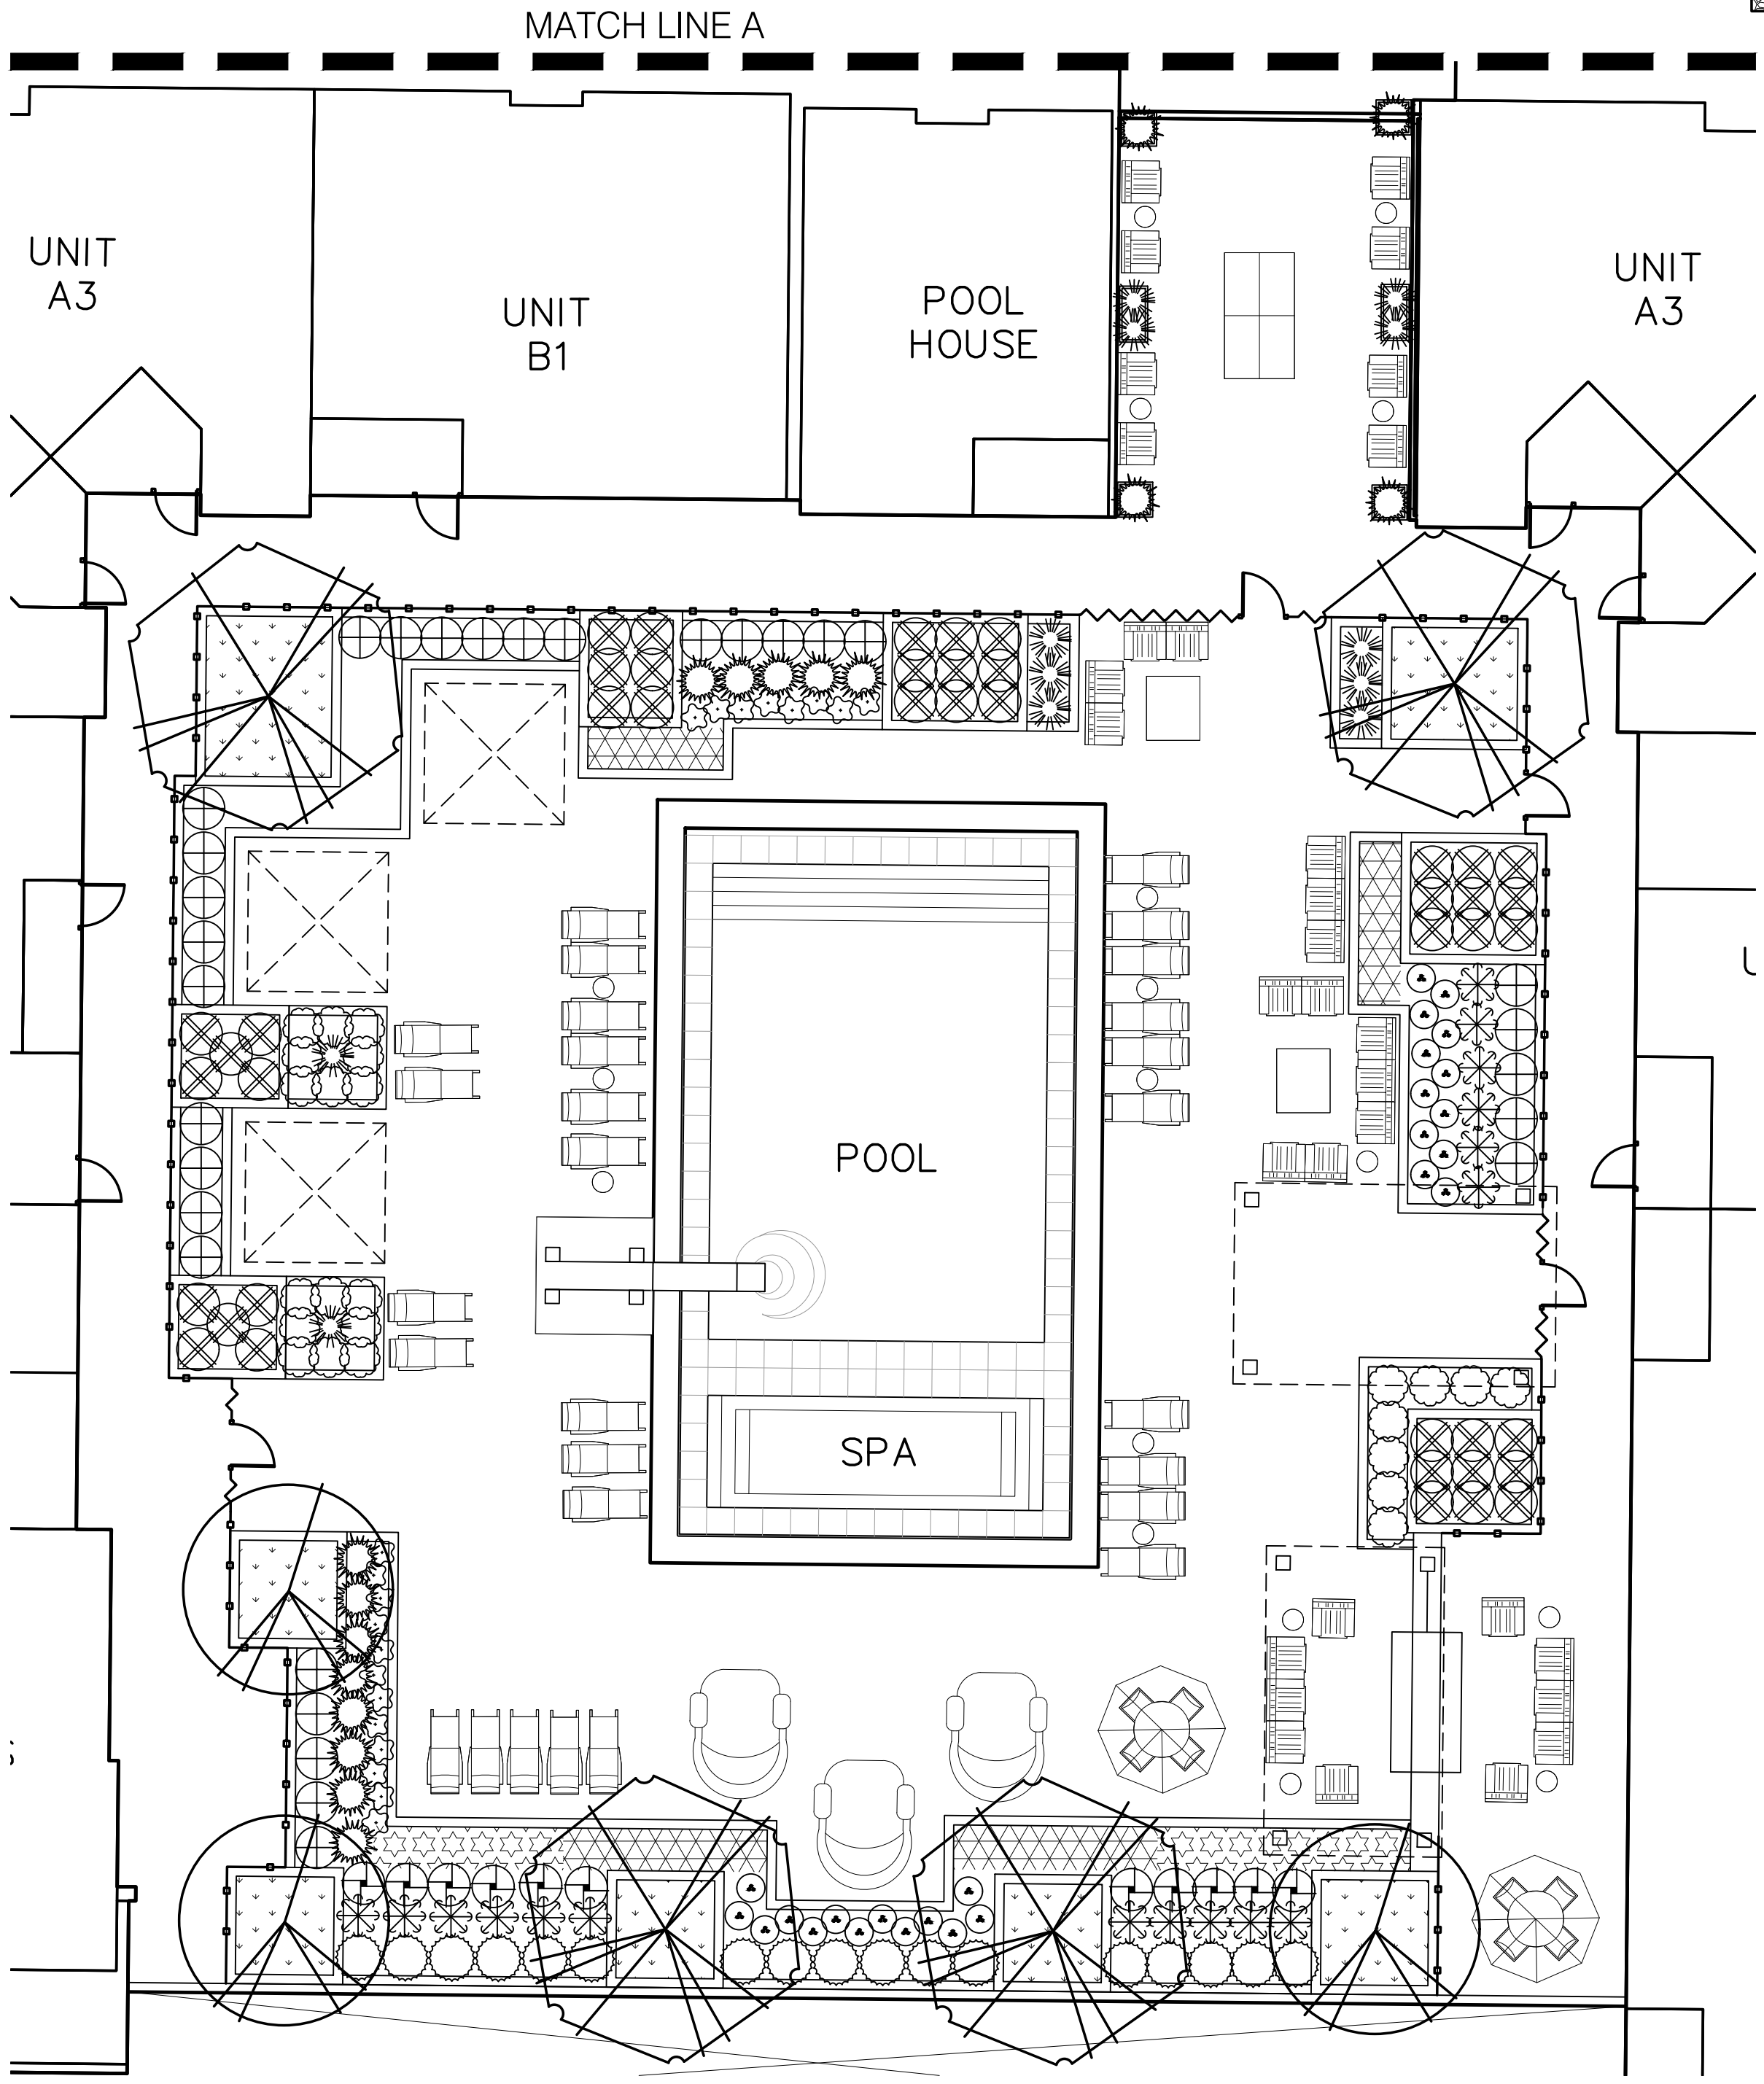 MATCH LINE A
UNIT
A3
UNIT
B1
POOL
HOUSE
UNIT
A3
POOL
SPA